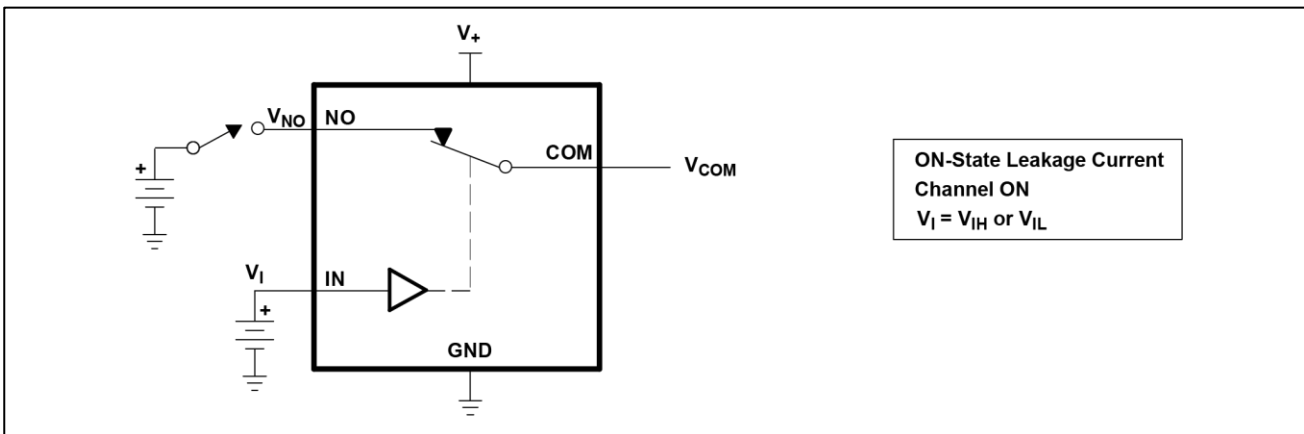 V+
VNO NO
COM VCOM
+
VI IN
+
GND
ON-State Leakage Current
Channel ON
VI = VIH or VIL